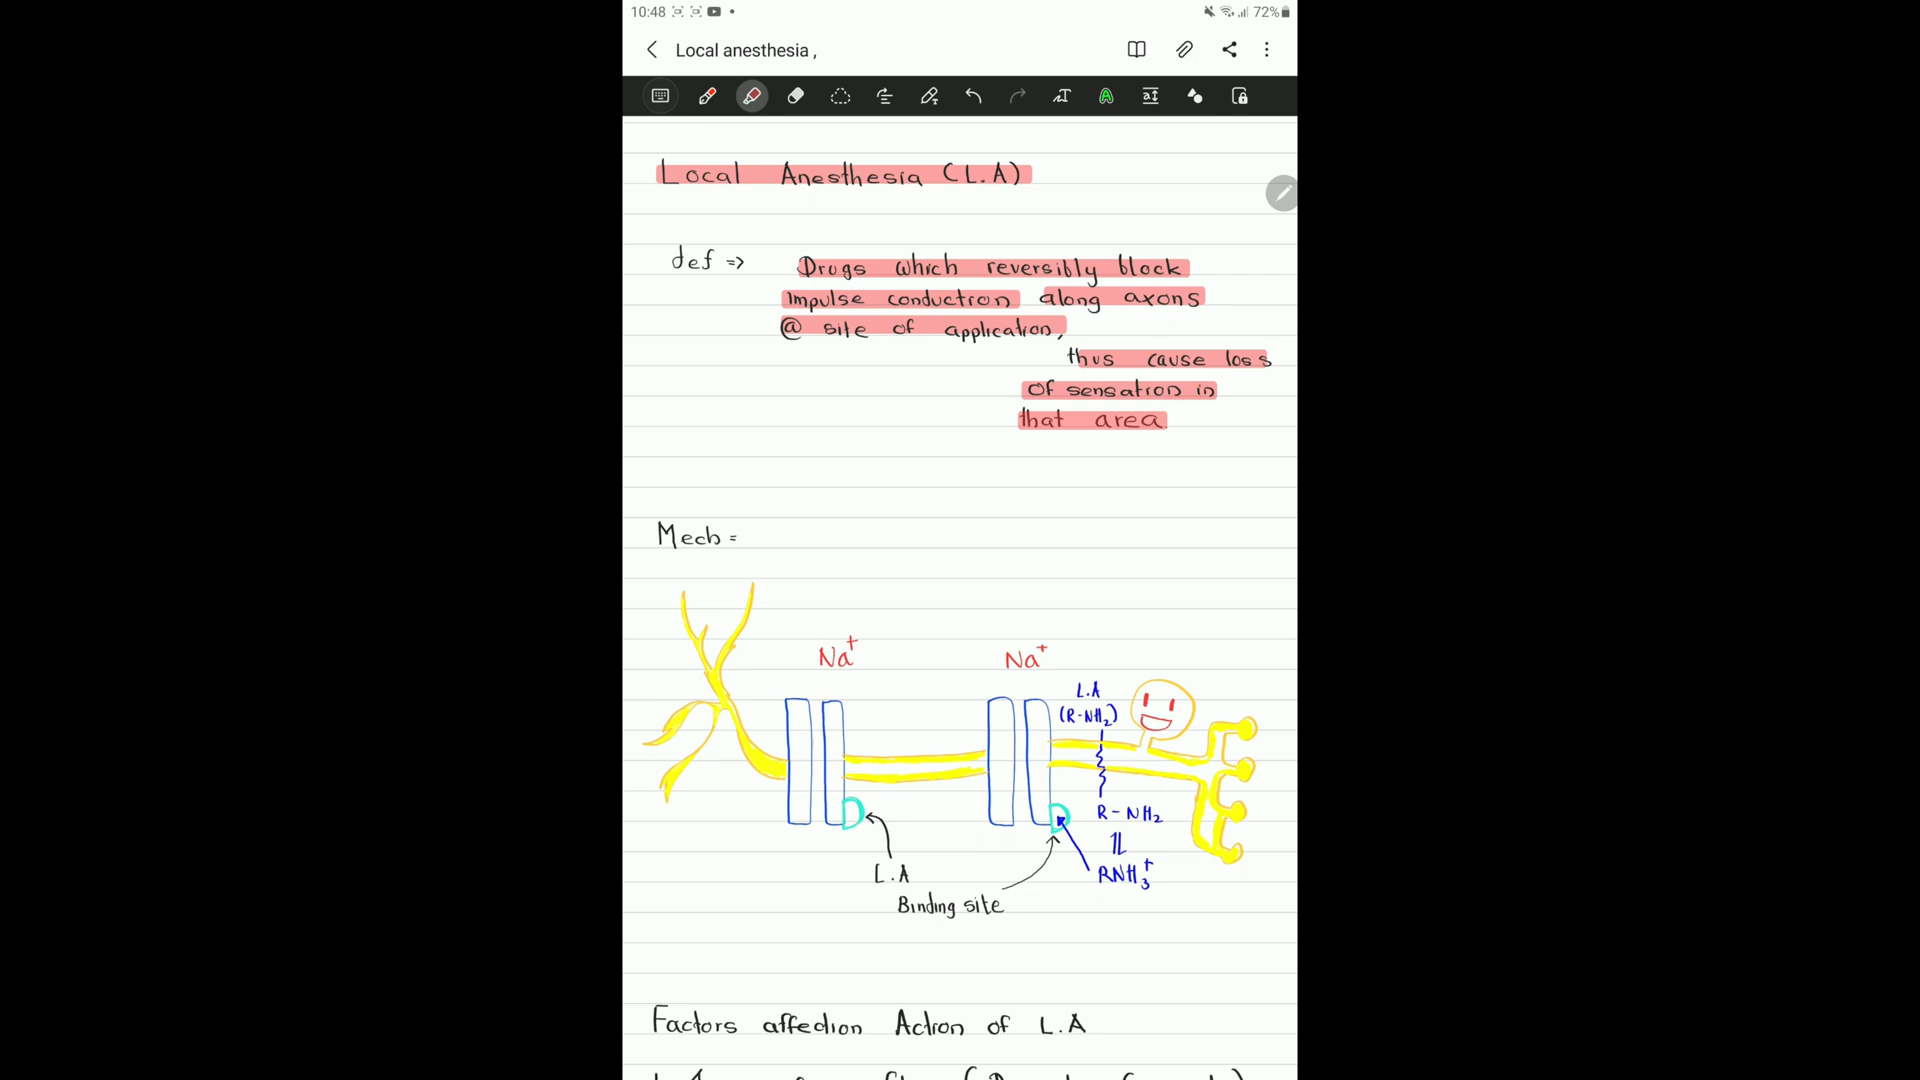 10:48
72%
Local anesthesia ,
Local Anesthesia (L.A)
def => Drugs which reversibly block
impulse conduction along axons
@ site of application,
thus cause loss
of sensation in
that area.
Mech =
Na+ Na+
L.A
(R-NH2)
R-NH2
⇌
RNH3+
L.A
Binding site
Factors affection Action of L.A